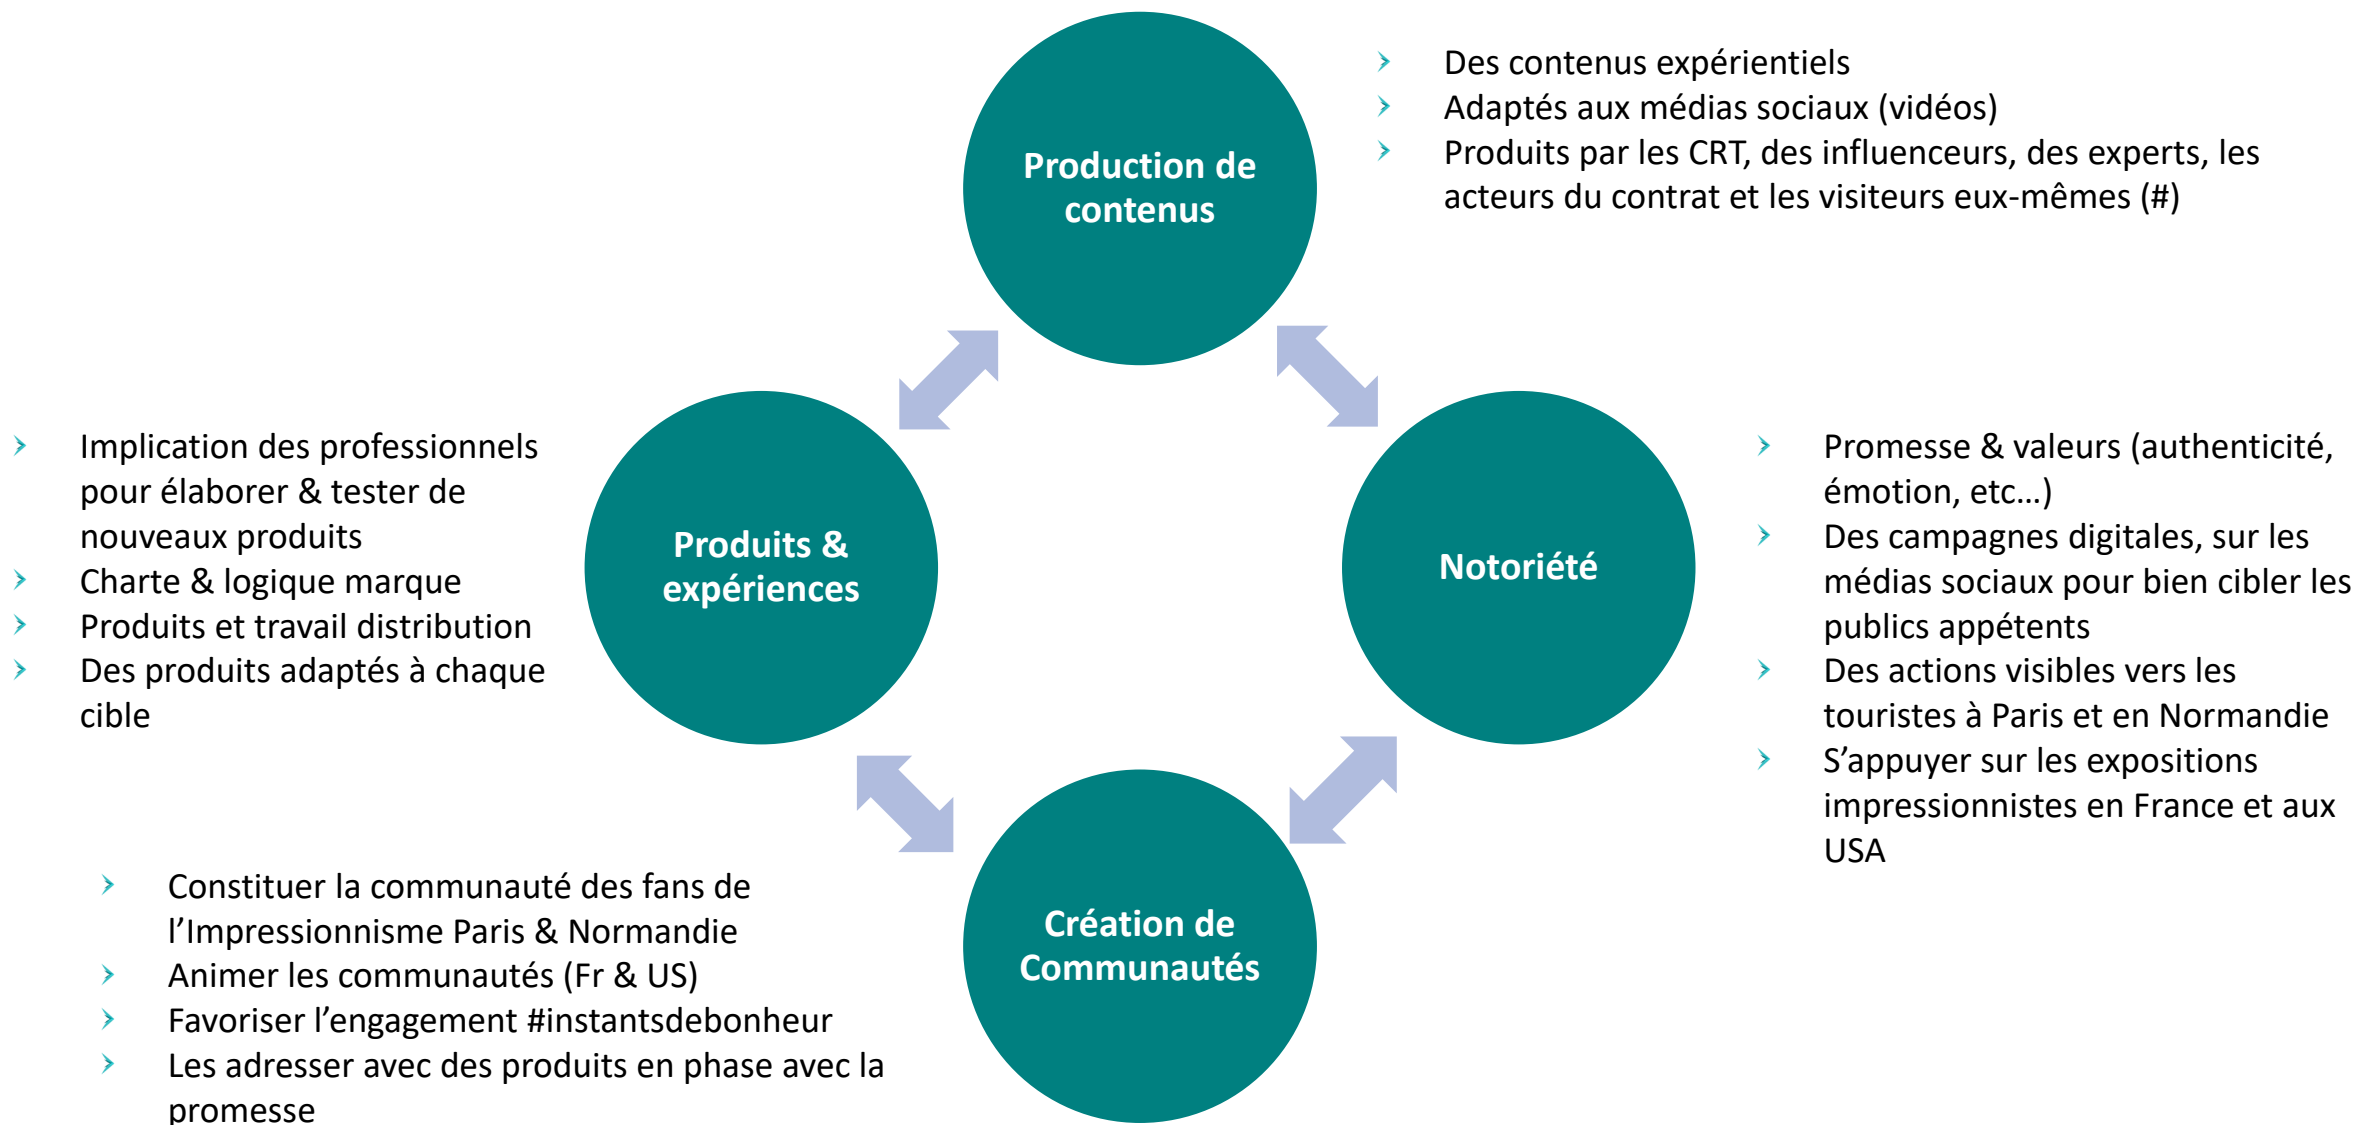 Production de
contenus
Des contenus expérientiels
Adaptés aux médias sociaux (vidéos)
Produits par les CRT, des influenceurs, des experts, les
acteurs du contrat et les visiteurs eux-mêmes (#)
Implication des professionnels
pour élaborer & tester de
nouveaux produits
Charte & logique marque
Produits et travail distribution
Des produits adaptés à chaque
cible
Produits &
expériences
Notoriété
Promesse & valeurs (authenticité,
émotion, etc…)
Des campagnes digitales, sur les
médias sociaux pour bien cibler les
publics appétents
Des actions visibles vers les
touristes à Paris et en Normandie
S’appuyer sur les expositions
impressionnistes en France et aux
USA
Constituer la communauté des fans de
l’Impressionnisme Paris & Normandie
Animer les communautés (Fr & US)
Favoriser l’engagement #instantsdebonheur
Les adresser avec des produits en phase avec la
promesse
Création de
Communautés